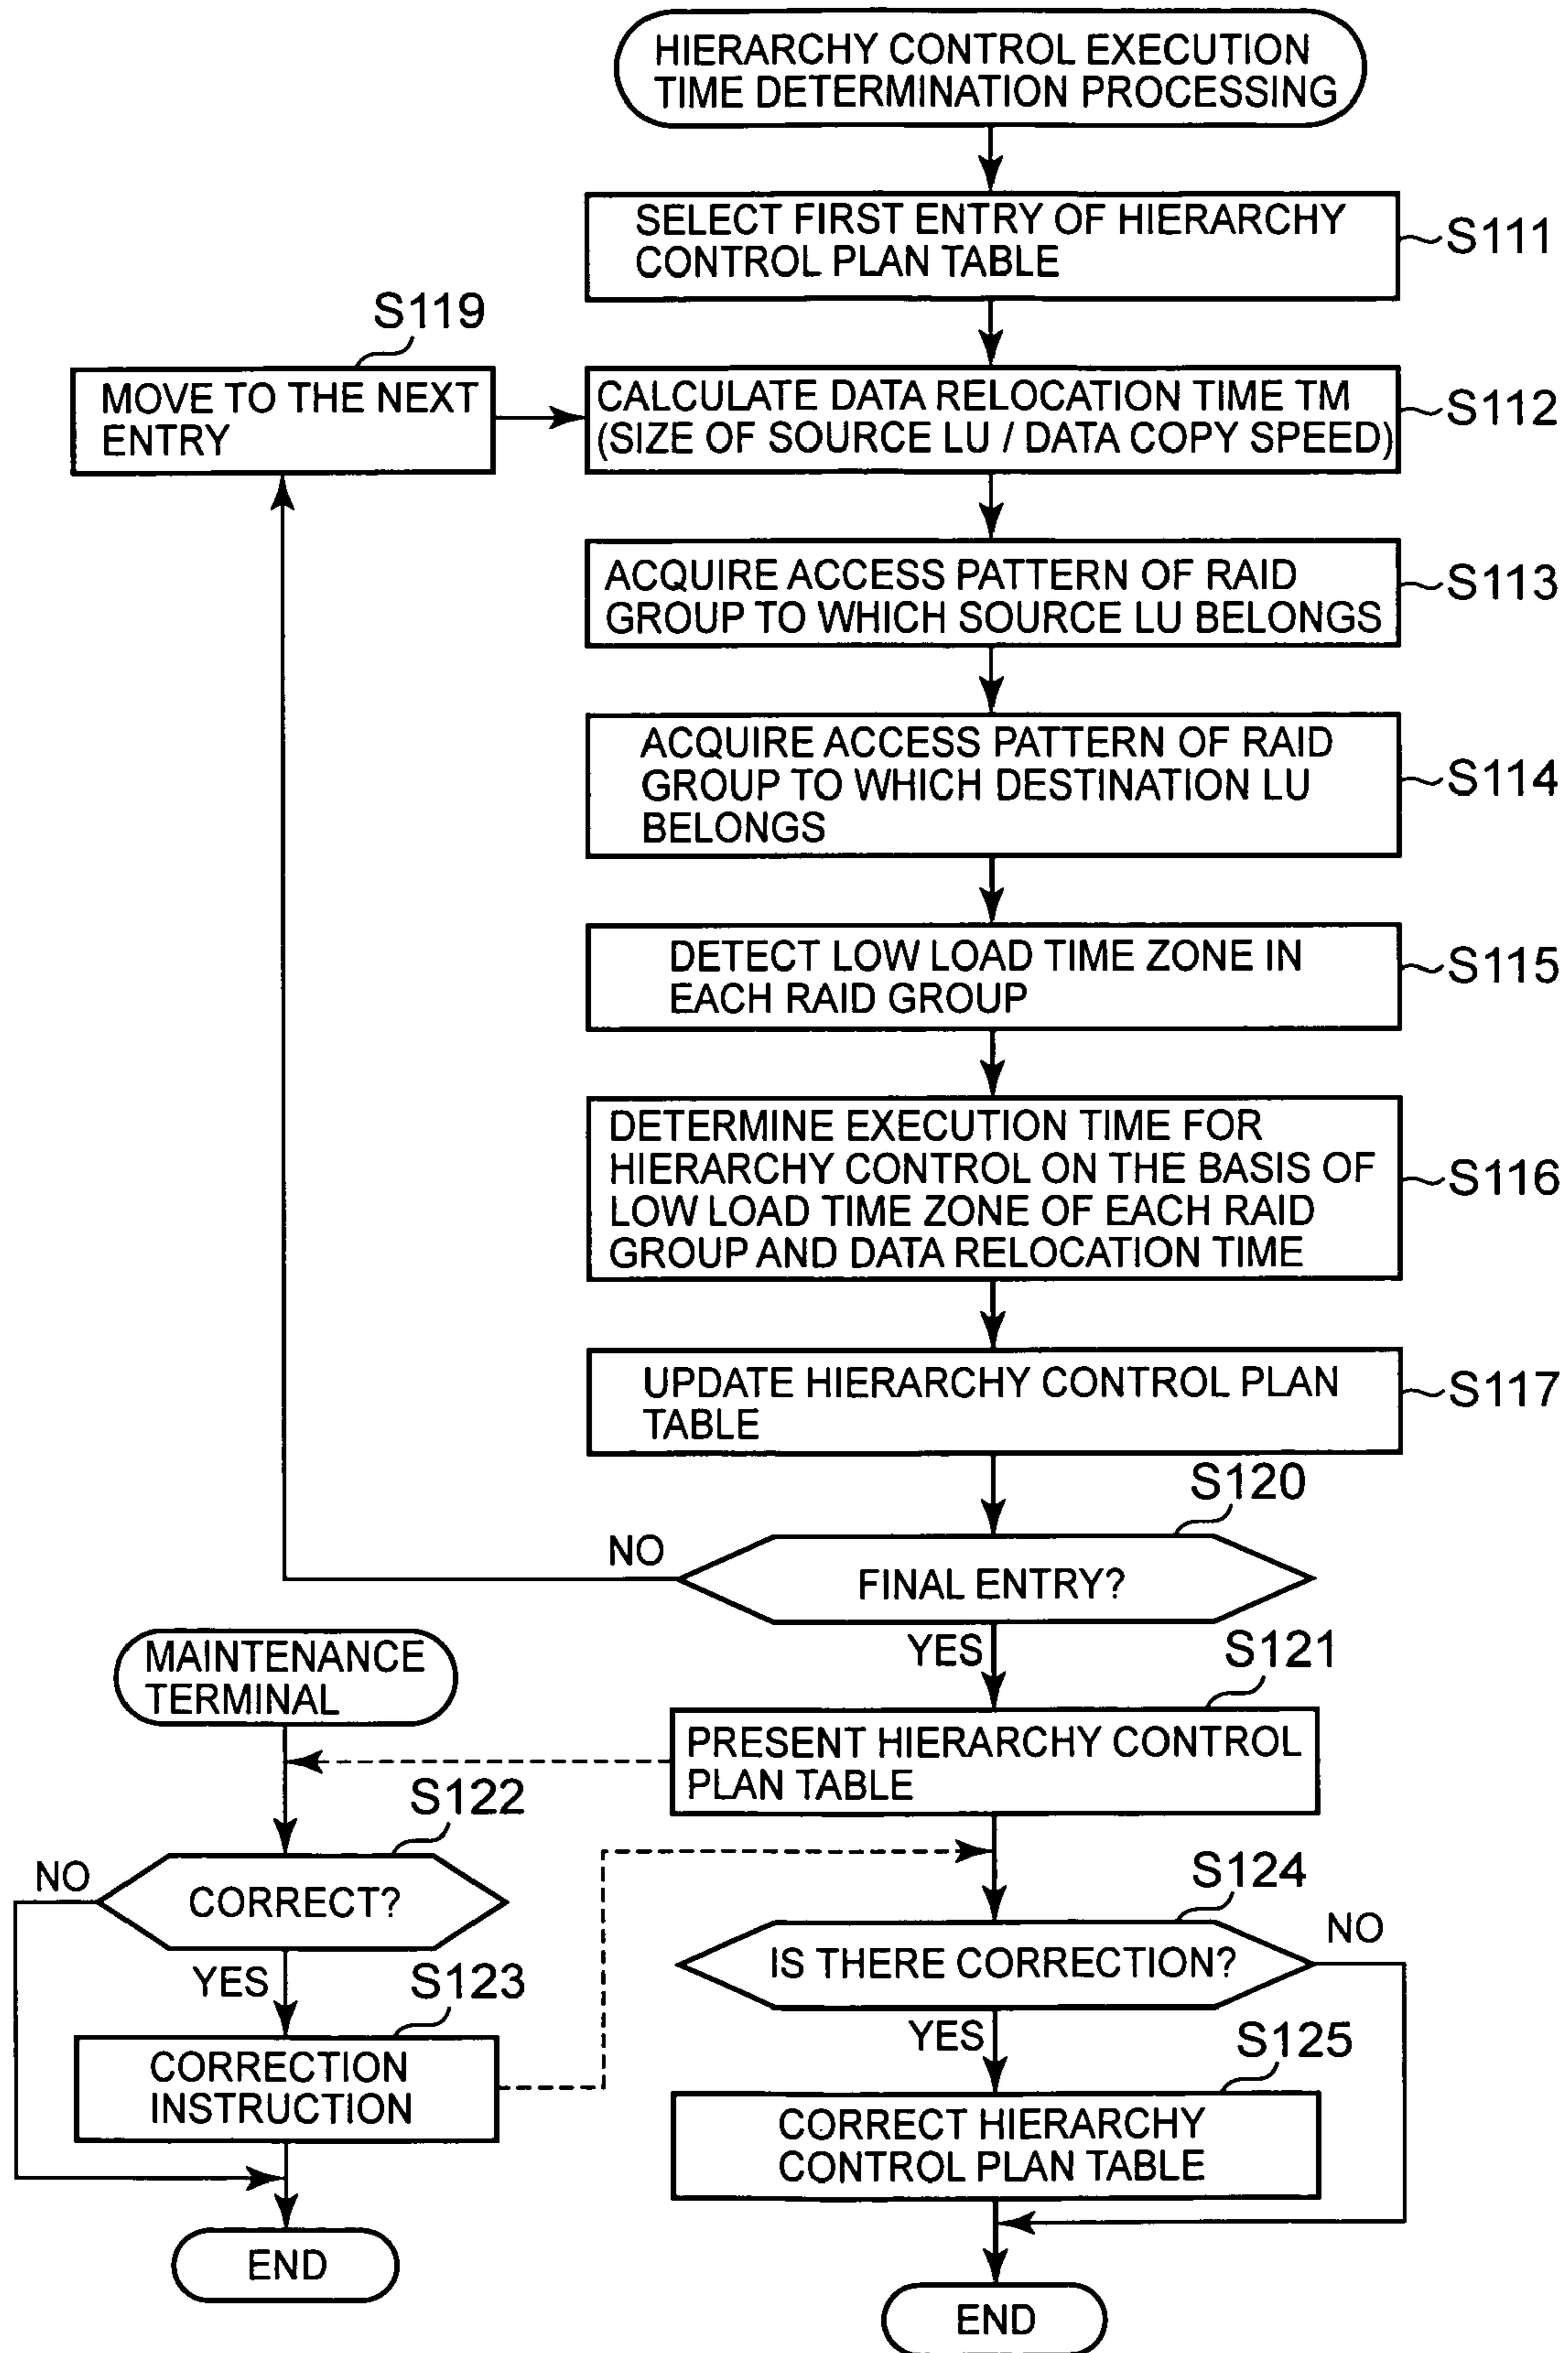 HIERARCHY CONTROL EXECUTION
TIME DETERMINATION PROCESSING
SELECT FIRST ENTRY OF HIERARCHY
CONTROL PLAN TABLE
S111
S119
MOVE TO THE NEXT
ENTRY
CALCULATE DATA RELOCATION TIME TM
(SIZE OF SOURCE LU / DATA COPY SPEED)
S112
ACQUIRE ACCESS PATTERN OF RAID
GROUP TO WHICH SOURCE LU BELONGS
S113
ACQUIRE ACCESS PATTERN OF RAID
GROUP TO WHICH DESTINATION LU
BELONGS
S114
DETECT LOW LOAD TIME ZONE IN
EACH RAID GROUP
S115
DETERMINE EXECUTION TIME FOR
HIERARCHY CONTROL ON THE BASIS OF
LOW LOAD TIME ZONE OF EACH RAID
GROUP AND DATA RELOCATION TIME
S116
UPDATE HIERARCHY CONTROL PLAN
TABLE
S117
S120
NO
FINAL ENTRY?
YES
MAINTENANCE
TERMINAL
S121
PRESENT HIERARCHY CONTROL
PLAN TABLE
S122
NO
CORRECT?
YES
S123
CORRECTION
INSTRUCTION
END
S124
NO
IS THERE CORRECTION?
YES
S125
CORRECT HIERARCHY
CONTROL PLAN TABLE
END